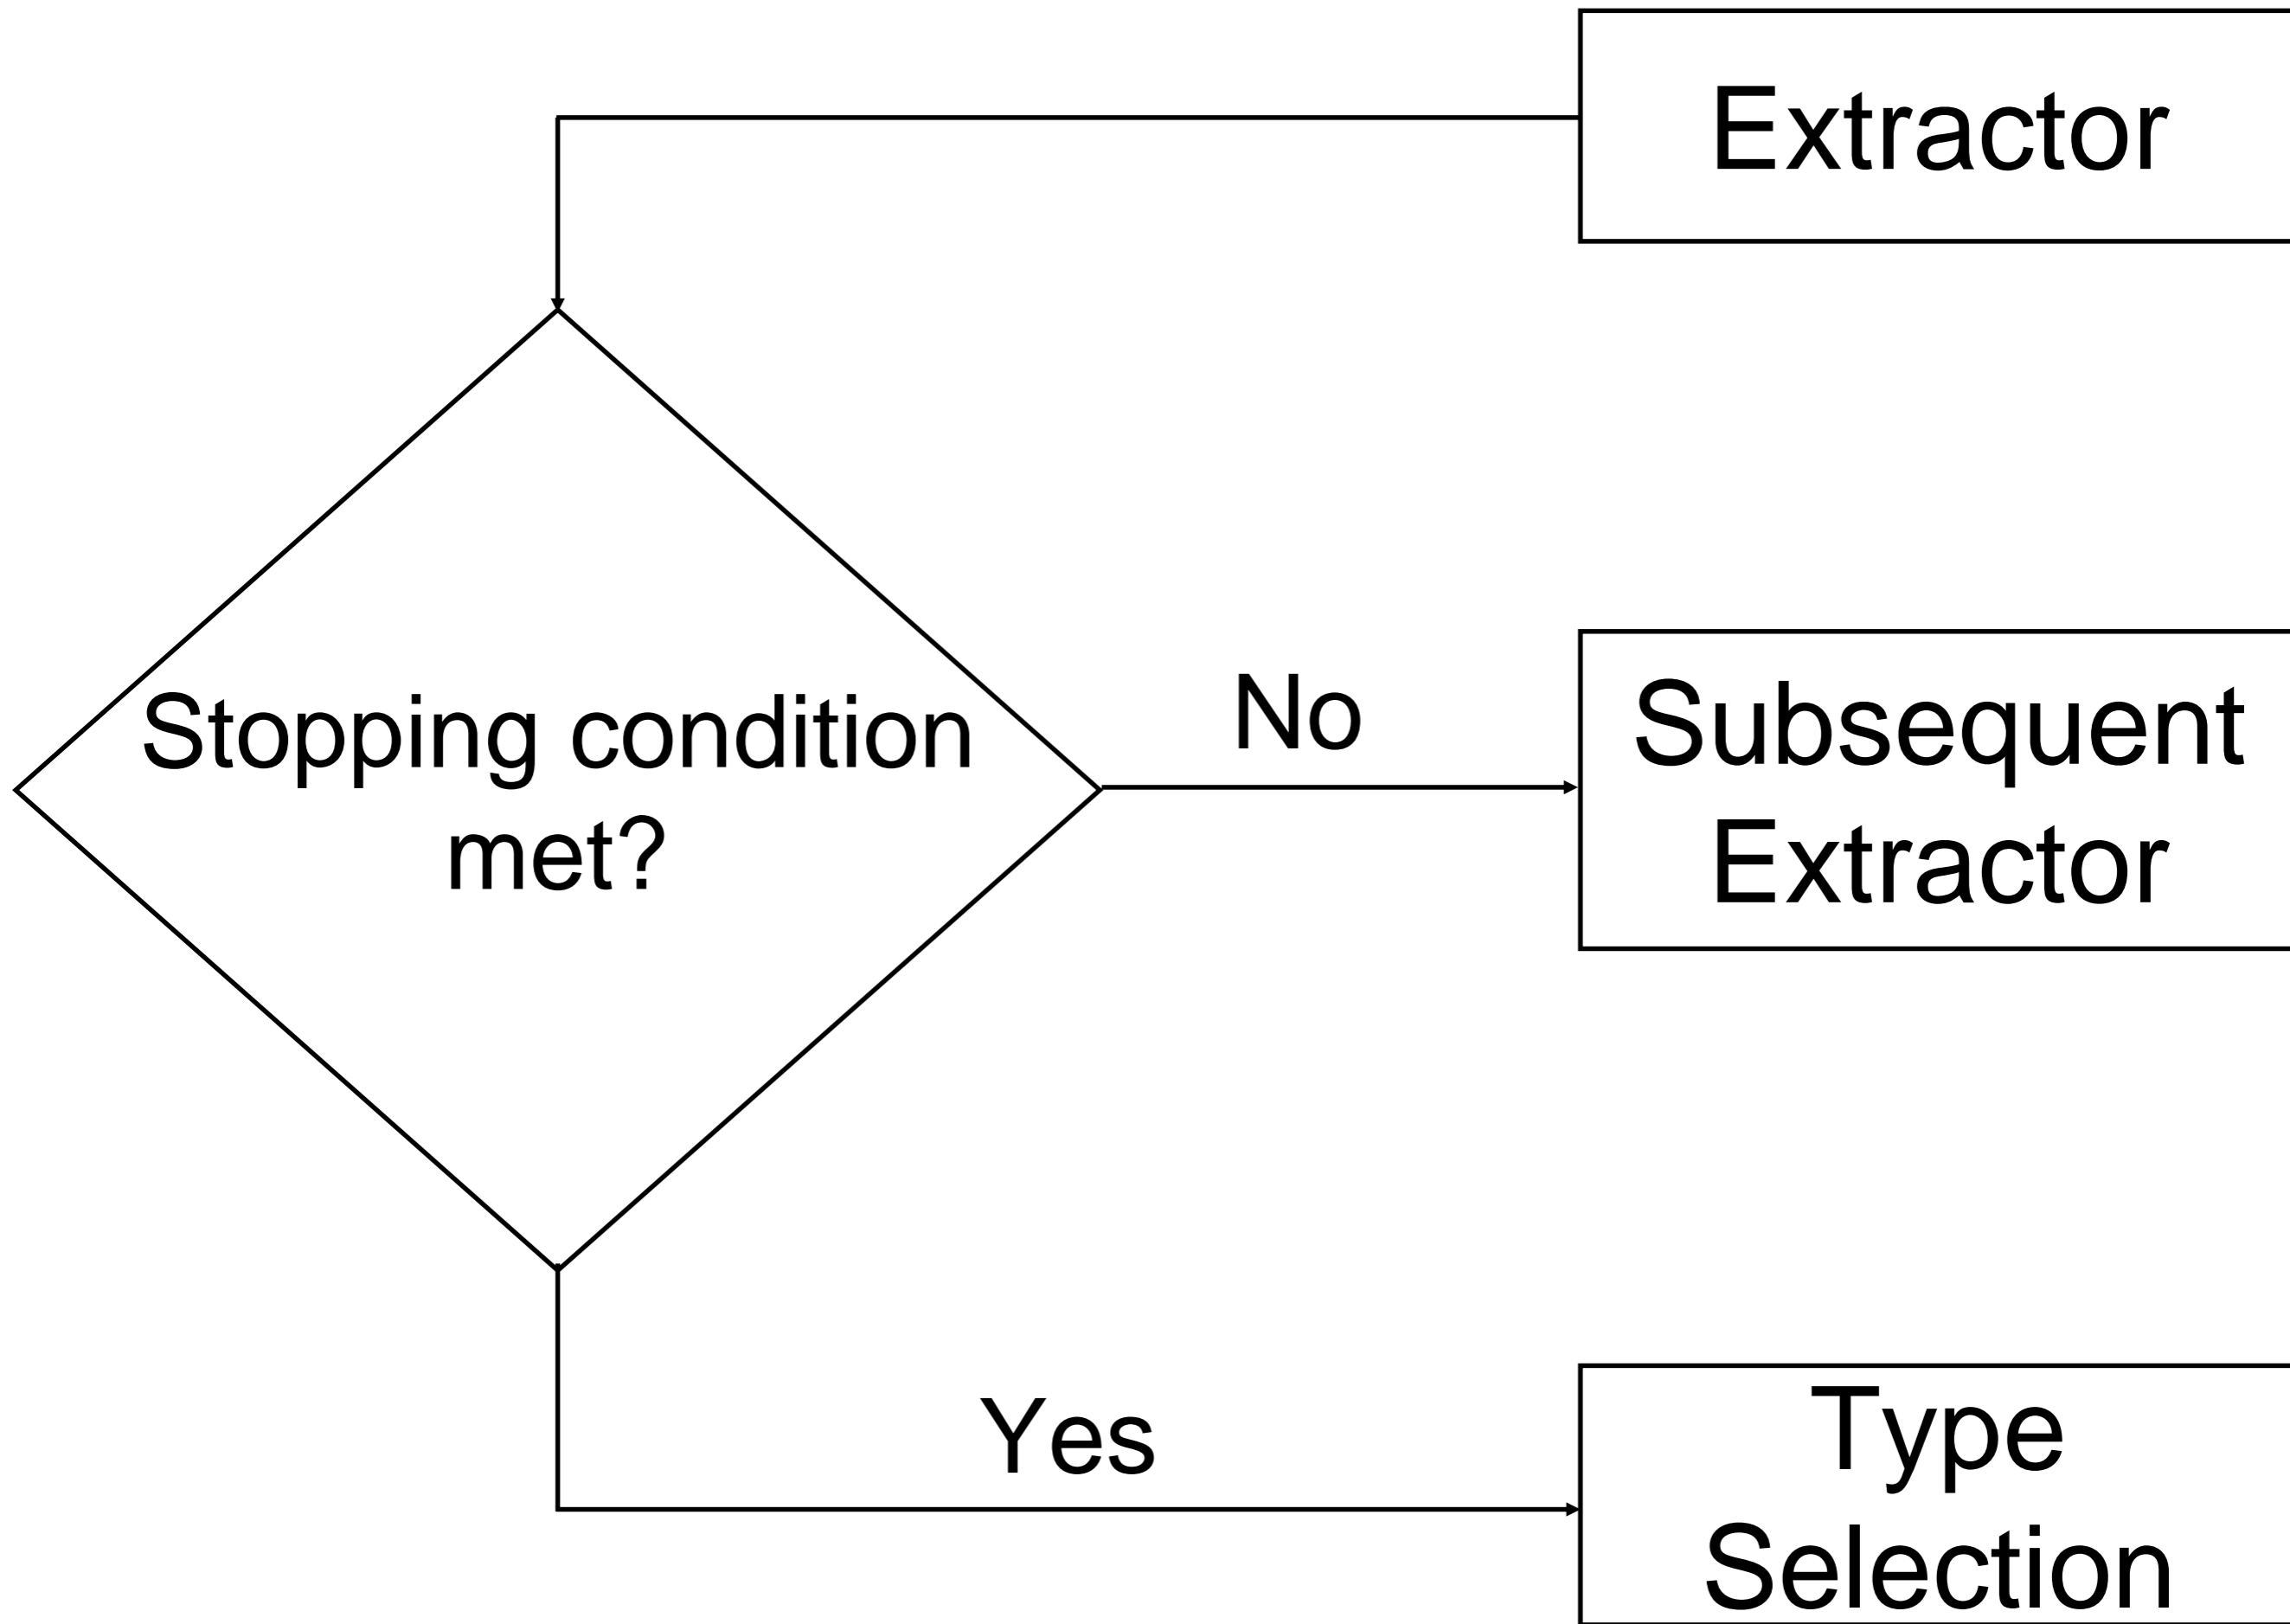 Extractor
Stopping condition
met?
No
Subsequent
Extractor
Yes
Type
Selection